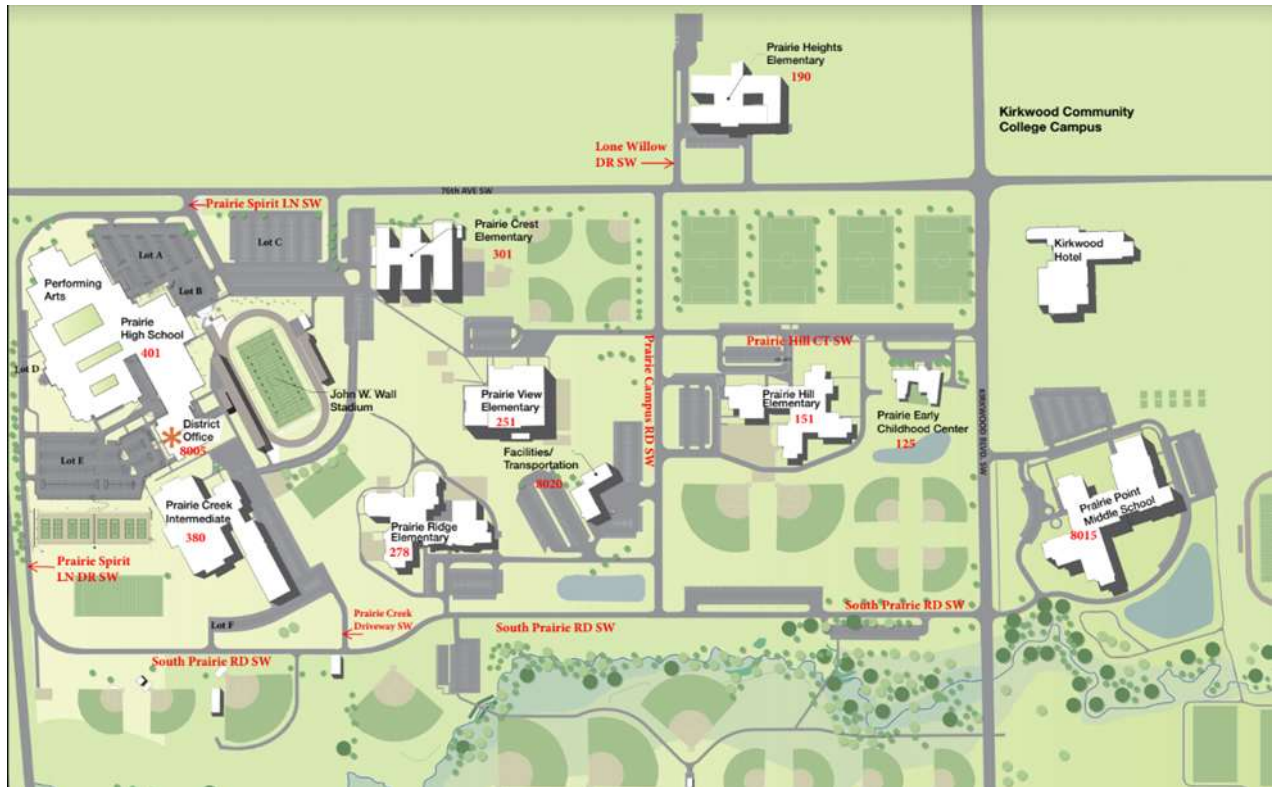 Prairie Heights
Elementary
190
Kirkwood Community
College Campus
Lone Willow
DR SW
76th AVE SW
Prairie Spirit LN SW
Prairie Crest
Elementary
301
Lot C
Lot A
Lot B
Kirkwood
Hotel
Performing
Arts
Prairie
High School
401
Lot D
John W. Wall
Stadium
Prairie Hill CT SW
Prairie Campus RD SW
KIRKWOOD BLVD. SW
Prairie View
Elementary
251
Prairie Hill
Elementary
151
Prairie Early
Childhood Center
125
District
Office
8005
Lot E
Facilities/
Transportation
8020
Prairie Creek
Intermediate
380
Prairie Ridge
Elementary
278
Prairie Point
Middle School
8015
Prairie Spirit
LN DR SW
Prairie Creek
Driveway SW
Lot F
South Prairie RD SW
South Prairie RD SW
South Prairie RD SW